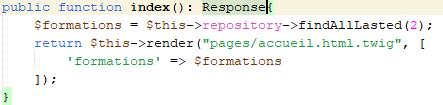 public function index(): Response{
    $formations = $this->repository->findAllLasted(2);
    return $this->render("pages/accueil.html.twig", [
        'formations' => $formations
    ]);
}